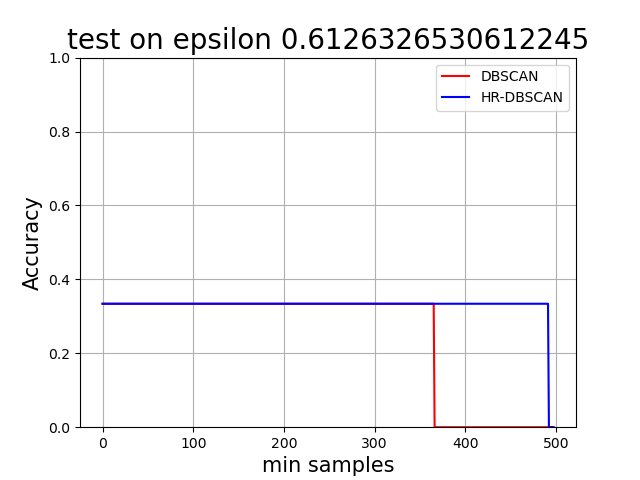 test on epsilon 0.6126326530612245
1.0
0.8
0.6
0.4
0.2
0.0
Accuracy
DBSCAN
HR-DBSCAN
0 100 200 300 400 500
min samples